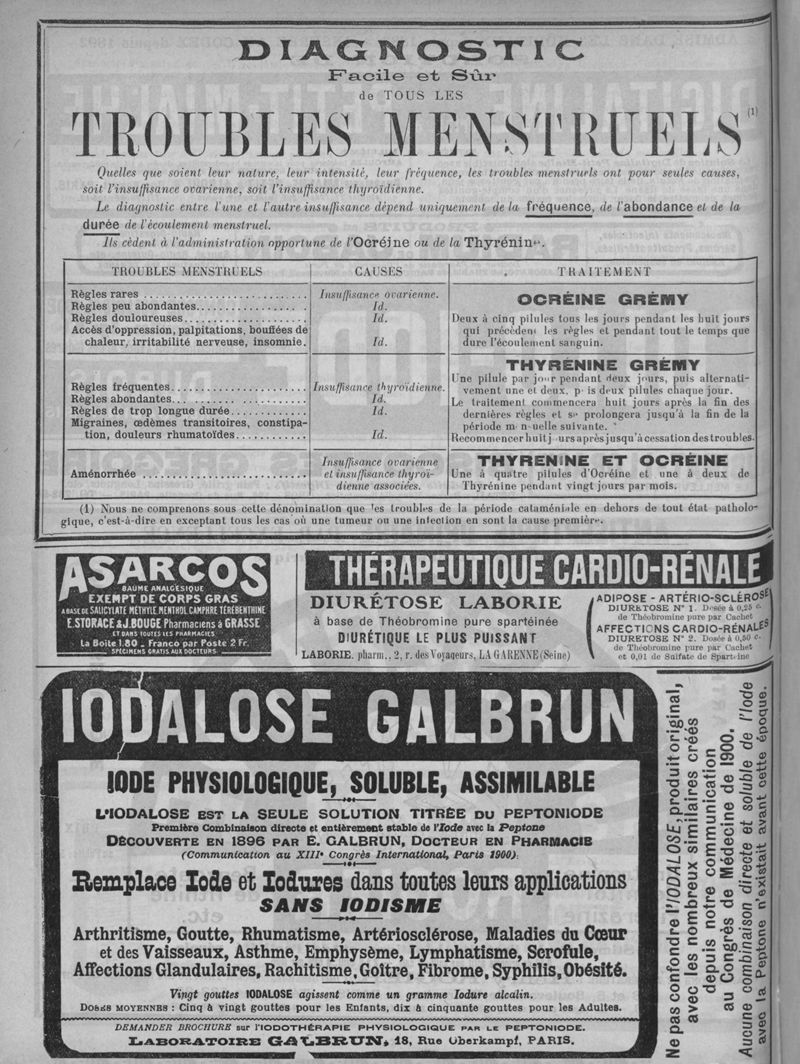 DIAGNOSTIC
Facile et Sûr
de TOUS LES
TROUBLES MENSTRUELS (1)
Quelles que soient leur nature, leur intensité, leur fréquence, les troubles menstruels ont pour seules causes,
soit l'insuffisance ovarienne, soit l'insuffisance thyroïdienne.
Le diagnostic entre l'une et l'autre insuffisance dépend uniquement de la fréquence, de l'abondance et de la
durée de l'écoulement menstruel.
Ils cèdent à l'administration opportune de l'Ocréine ou de la Thyrénine.
TROUBLES MENSTRUELS
CAUSES
TRAITEMENT
Règles rares
Insuffisance ovarienne.
Règles peu abondantes
Id.
Règles douloureuses
Id.
Accès d'oppression, palpitations, bouffées de
chaleur, irritabilité nerveuse, insomnie.
Id.
OCRÉINE GRÉMY
Deux à cinq pilules tous les jours pendant les huit jours
qui précèdent les règles et pendant tout le temps que
dure l'écoulement sanguin.
Règles fréquentes
Insuffisance thyroïdienne.
Règles abondantes
Id.
Règles de trop longue durée
Id.
Migraines, œdèmes transitoires, constipa-
tion, douleurs rhumatoïdes
Id.
THYRÉNINE GRÉMY
Une pilule par jour pendant deux jours, puis alternati-
vement une et deux, puis deux pilules chaque jour.
Le traitement commencera huit jours après la fin des
dernières règles et se prolongera jusqu'à la fin de la
période menstruelle suivante.
Recommencer huit jours après jusqu'à cessation des troubles.
Aménorrhée
Insuffisance ovarienne
et insuffisance thyroï-
dienne associées.
THYRENINE ET OCRÉINE
Une à quatre pilules d'Ocréine et une à deux de
Thyrénine pendant vingt jours par mois.
(1) Nous ne comprenons sous cette dénomination que les troubles de la période cataméniale en dehors de tout état patholo-
gique, c'est-à-dire en exceptant tous les cas où une tumeur ou une infection en sont la cause première.
ASARCOS
BAUME ANALGÉSIQUE
EXEMPT DE CORPS GRAS
A BASE DE SALICYLATE MÉTHYLE MENTHOL CAMPHRE TÉRÉBENTHINE
E. STORACE & J. BOUGE Pharmaciens à GRASSE
ET DANS TOUTES LES PHARMACIES
La Boite 1.80. Franco par Poste 2 Fr.
SPÉCIMENS GRATIS AUX DOCTEURS
THÉRAPEUTIQUE CARDIO-RÉNALE
DIURÉTOSE LABORIE
à base de Théobromine pure spartéinée
DIURÉTIQUE LE PLUS PUISSANT
LABORIE, pharm., 2, r. des Voyageurs, LA GARENNE (Seine)
ADIPOSE - ARTÉRIO-SCLÉROSE
DIURETOSE N° 1. Dosée à 0,25 c.
de Théobromine pure par Cachet
AFFECTIONS CARDIO-RÉNALES
DIURETOSE N° 2. Dosée à 0,50 c.
de Théobromine pure par Cachet
et 0,01 de Sulfate de Spartéine
IODALOSE GALBRUN
IODE PHYSIOLOGIQUE, SOLUBLE, ASSIMILABLE
L'IODALOSE EST LA SEULE SOLUTION TITRÉE DU PEPTONIODE
Première Combinaison directe et entièrement stable de l'Iode avec la Peptone
DÉCOUVERTE EN 1896 PAR É. GALBRUN, DOCTEUR EN PHARMACIE
(Communication au XIIIe Congrès International, Paris 1900).
Remplace Iode et Iodures dans toutes leurs applications
SANS IODISME
Arthritisme, Goutte, Rhumatisme, Artériosclérose, Maladies du Cœur
et des Vaisseaux, Asthme, Emphysème, Lymphatisme, Scrofule,
Affections Glandulaires, Rachitisme, Goître, Fibrome, Syphilis, Obésité.
Vingt gouttes IODALOSE agissent comme un gramme Iodure alcalin.
DOSES MOYENNES : Cinq à vingt gouttes pour les Enfants, dix à cinquante gouttes pour les Adultes.
DEMANDER BROCHURE sur l'IODOTHÉRAPIE PHYSIOLOGIQUE PAR LE PEPTONIODE.
LABORATOIRE GALBRUN, 18, Rue Oberkampf, PARIS.
Ne pas confondre l'IODALOSE, produit original,
avec les nombreux similaires créés
depuis notre communication
au Congrès de Médecine de 1900.
Aucune combinaison directe et soluble de l'Iode
avec la Peptone n'existait avant cette époque.